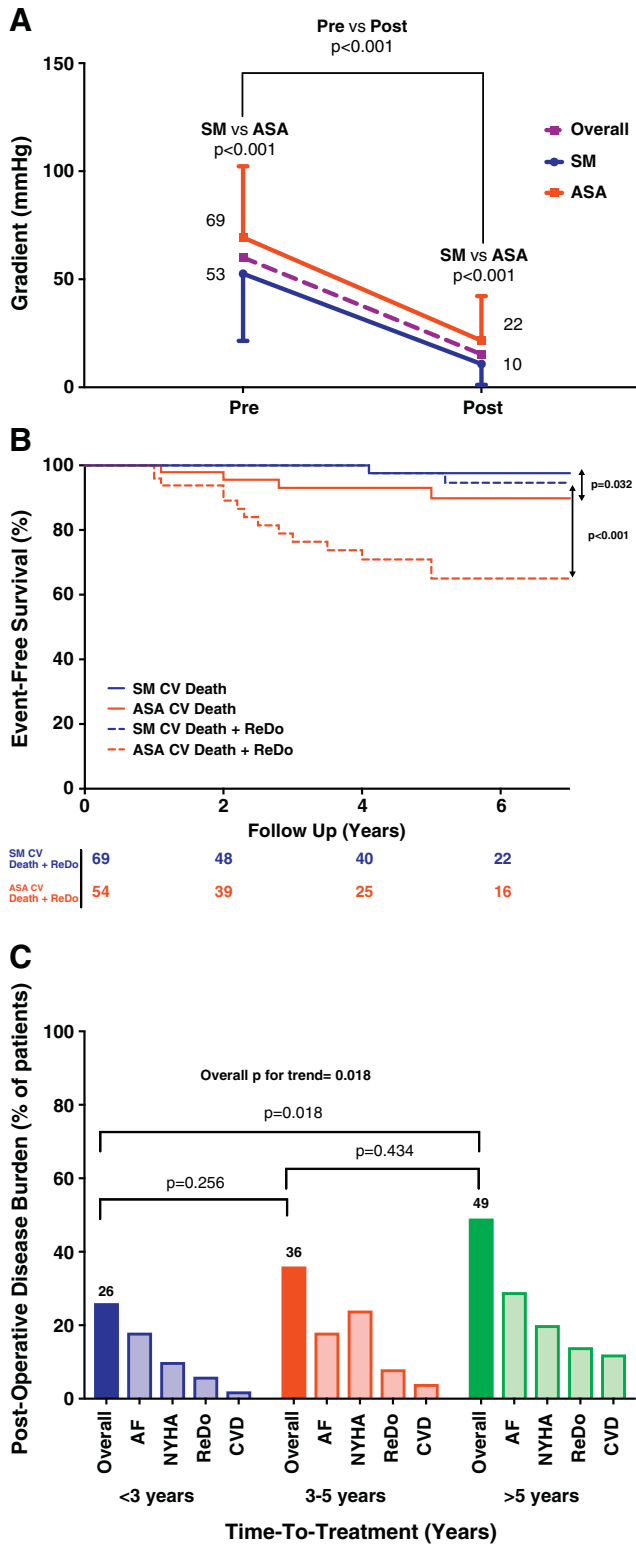 A
Pre vs Post
p<0.001
150
100
50
0
Gradient (mmHg)
SM vs ASA
p<0.001
69
53
SM vs ASA
p<0.001
22
10
Overall
SM
ASA
Pre
Post
B
100
80
60
40
20
0
Event-Free Survival (%)
p=0.032
p<0.001
SM CV Death
ASA CV Death
SM CV Death + ReDo
ASA CV Death + ReDo
0
2
4
6
Follow Up (Years)
SM CV
Death + ReDo
69
48
40
22
ASA CV
Death + ReDo
54
39
25
16
C
100
80
60
40
20
0
Post-Operative Disease Burden (% of patients)
Overall p for trend= 0.018
p=0.018
p=0.434
p=0.256
26
36
49
Overall
AF
NYHA
ReDo
CVD
Overall
AF
NYHA
ReDo
CVD
Overall
AF
NYHA
ReDo
CVD
<3 years
3-5 years
>5 years
Time-To-Treatment (Years)